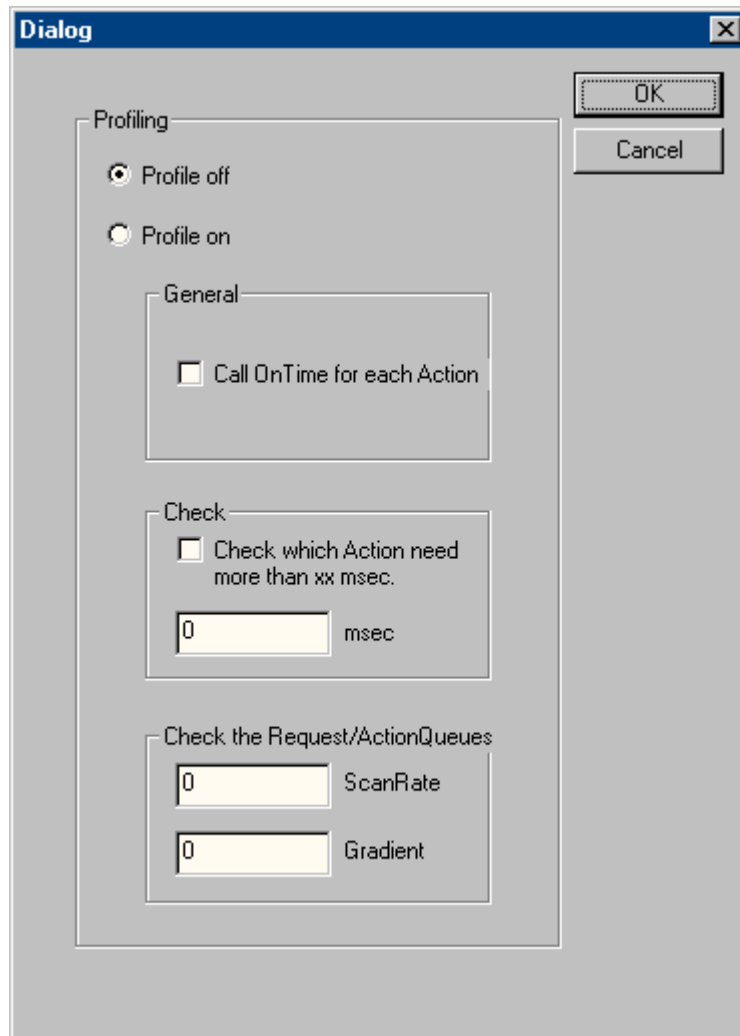 Dialog
OK
Cancel
Profiling
Profile off
Profile on
General
Call OnTime for each Action
Check
Check which Action need
more than xx msec.
0 msec
Check the Request/ActionQueues
0 ScanRate
0 Gradient